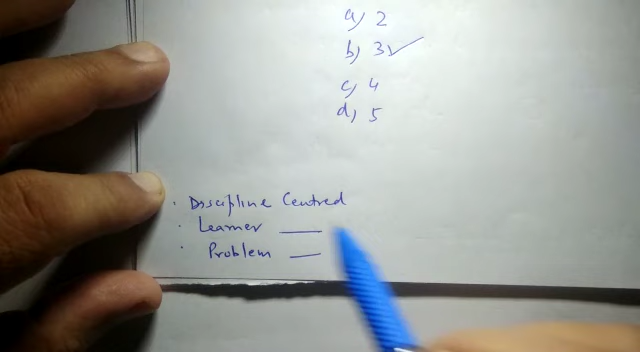 a) 2
b) 3 ✓
c) 4
d) 5
· Discipline Centred
· Learner ——
· Problem ——